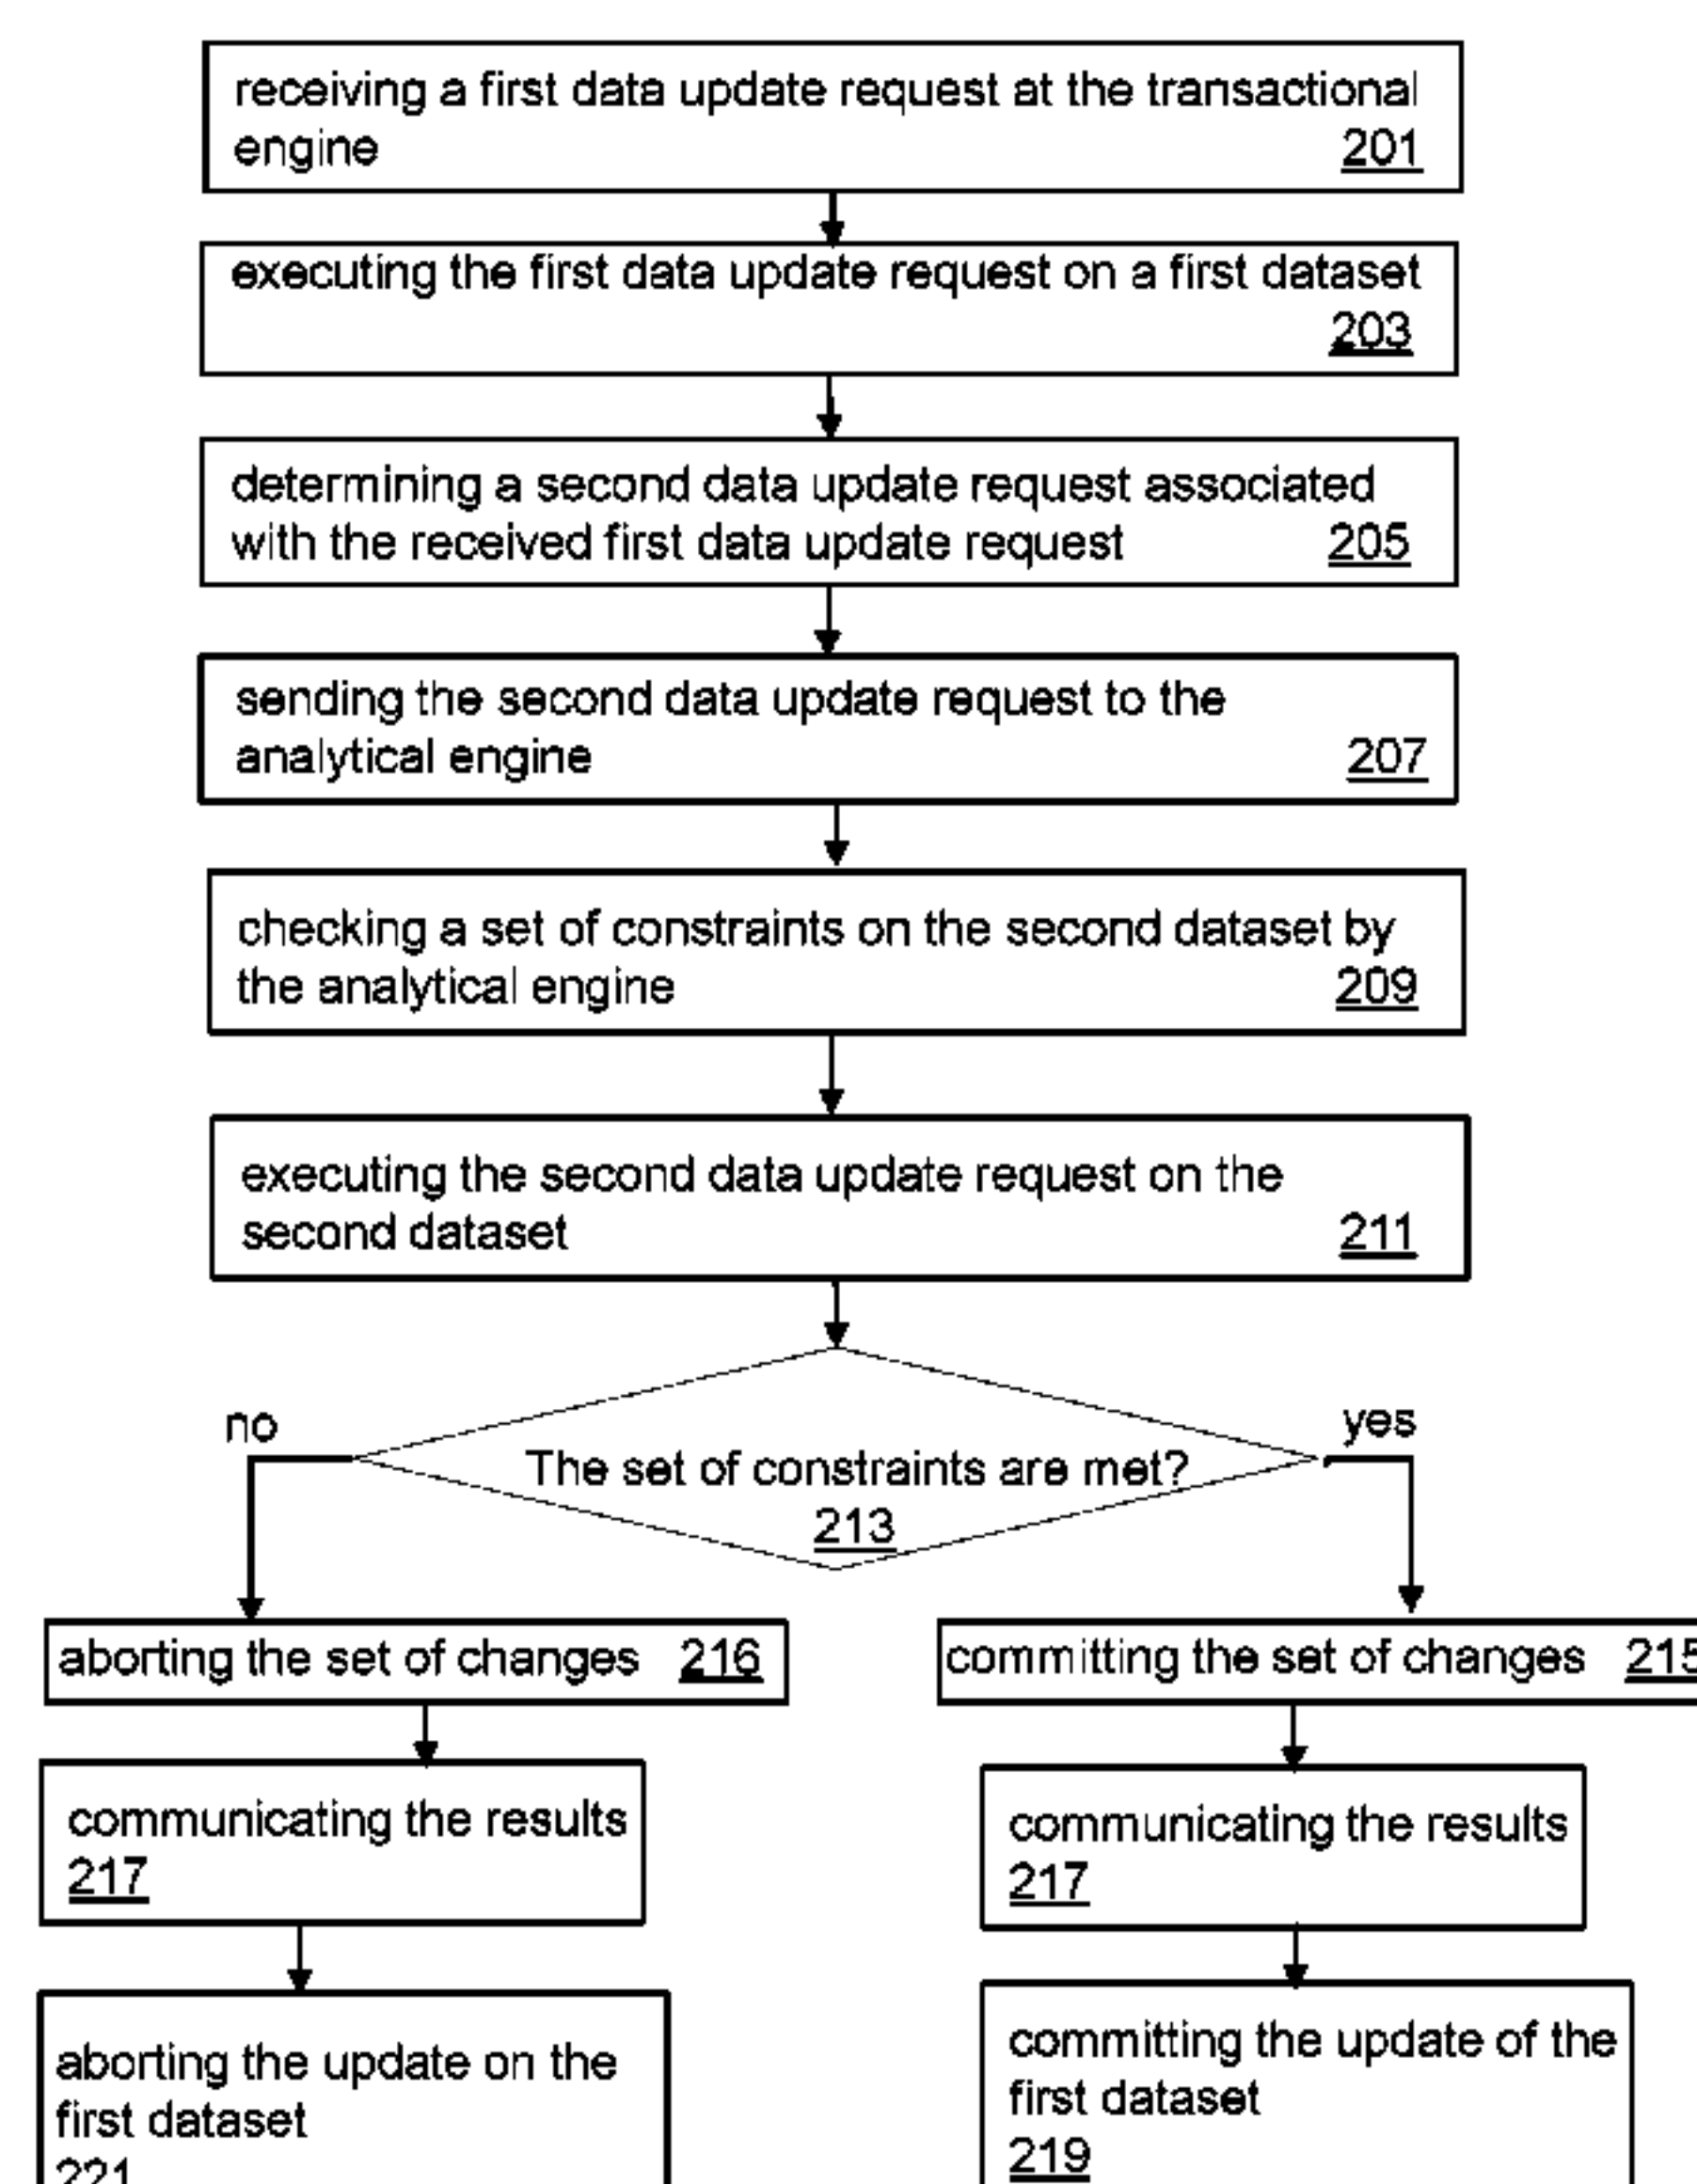 receiving a first data update request at the transactional
engine 201
executing the first data update request on a first dataset
203
determining a second data update request associated
with the received first data update request 205
sending the second data update request to the
analytical engine 207
checking a set of constraints on the second dataset by
the analytical engine 209
executing the second data update request on the
second dataset 211
no
yes
The set of constraints are met?
213
aborting the set of changes 216
committing the set of changes 215
communicating the results
217
communicating the results
217
aborting the update on the
first dataset
221
committing the update of the
first dataset
219